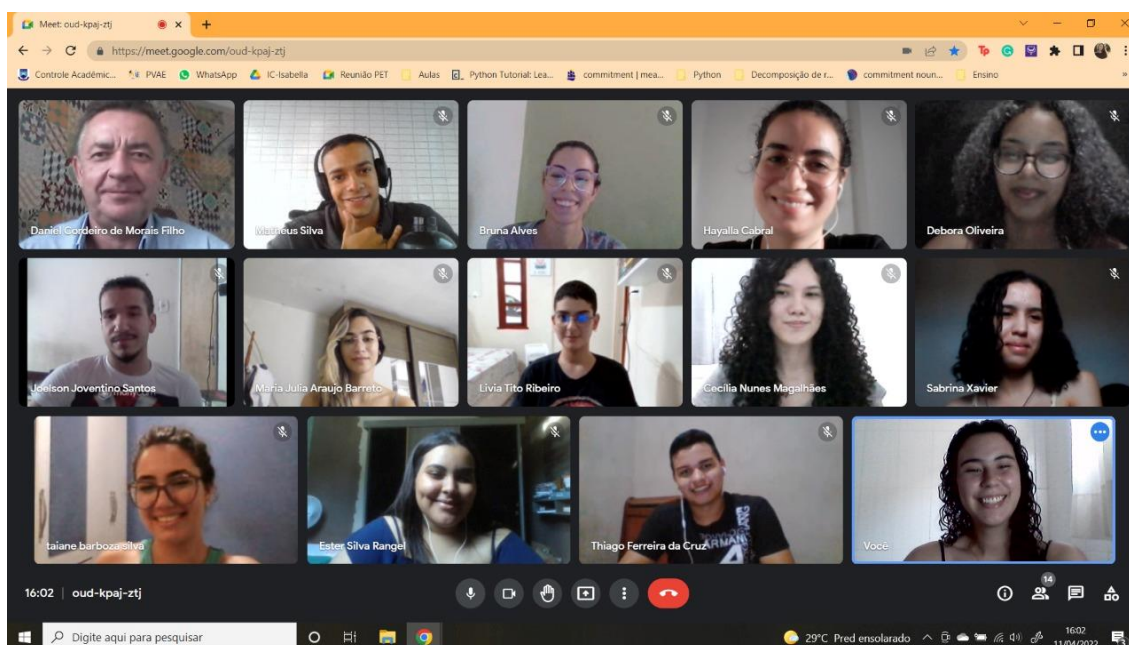 Meet: oud-kpaj-ztj
https://meet.google.com/oud-kpaj-ztj
Controle Acadêmic... PVAE WhatsApp IC-Isabella Reunião PET Aulas Python Tutorial: Lea... commitment | mea... Python Decomposição de r... commitment noun... Ensino
Daniel Cordeiro de Morais Filho
Matheus Silva
Bruna Alves
Hayalla Cabral
Debora Oliveira
Joelson Joventino Santos
Maria Julia Araujo Barreto
Livia Tito Ribeiro
Cecília Nunes Magalhães
Sabrina Xavier
taiane barboza silva
Ester Silva Rangel
Thiago Ferreira da Cruz
Você
16:02 | oud-kpaj-ztj
14
Digite aqui para pesquisar
29°C Pred ensolarado
16:02
11/04/2022